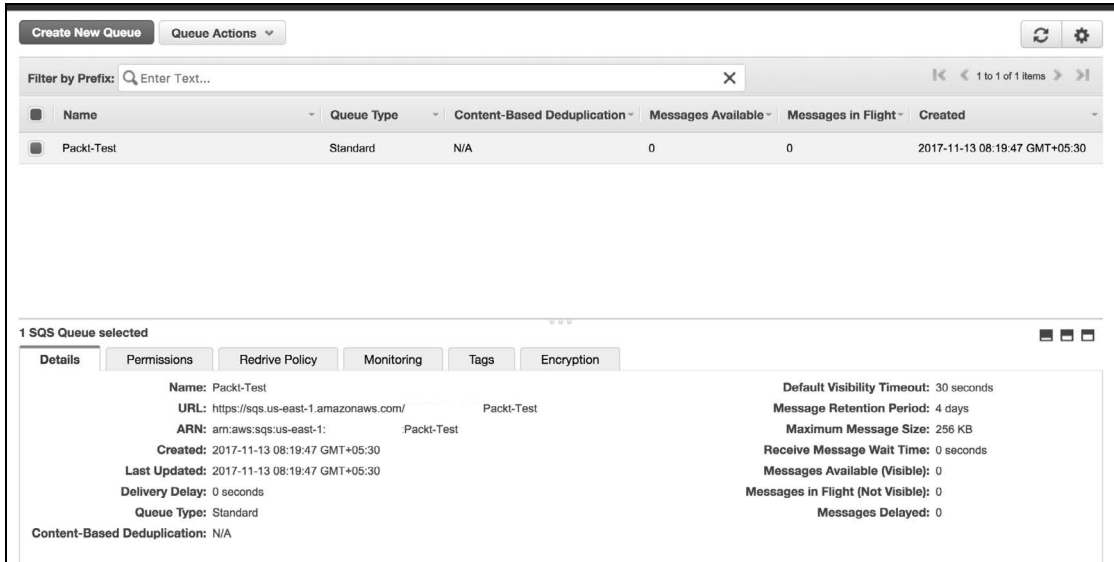 Create New Queue Queue Actions
Filter by Prefix: Enter Text... 1 to 1 of 1 items
Name Queue Type Content-Based Deduplication Messages Available Messages in Flight Created
Packt-Test Standard N/A 0 0 2017-11-13 08:19:47 GMT+05:30
1 SQS Queue selected
Details Permissions Redrive Policy Monitoring Tags Encryption
Name: Packt-Test Default Visibility Timeout: 30 seconds
URL: https://sqs.us-east-1.amazonaws.com/ Packt-Test Message Retention Period: 4 days
ARN: arn:aws:sqs:us-east-1: :Packt-Test Maximum Message Size: 256 KB
Created: 2017-11-13 08:19:47 GMT+05:30 Receive Message Wait Time: 0 seconds
Last Updated: 2017-11-13 08:19:47 GMT+05:30 Messages Available (Visible): 0
Delivery Delay: 0 seconds Messages in Flight (Not Visible): 0
Queue Type: Standard Messages Delayed: 0
Content-Based Deduplication: N/A